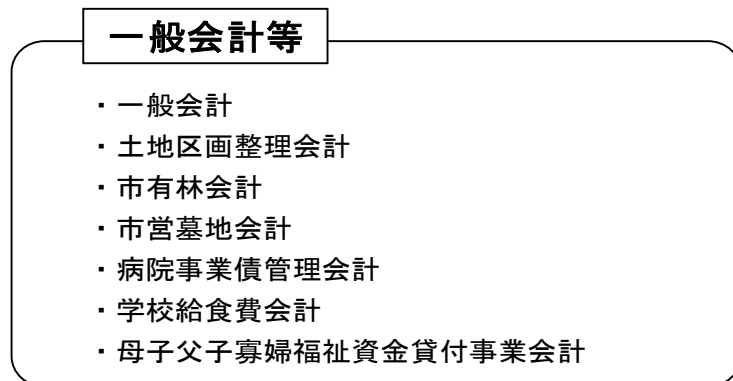 一般会計等
・一般会計
・土地区画整理会計
・市有林会計
・市営墓地会計
・病院事業債管理会計
・学校給食費会計
・母子父子寡婦福祉資金貸付事業会計